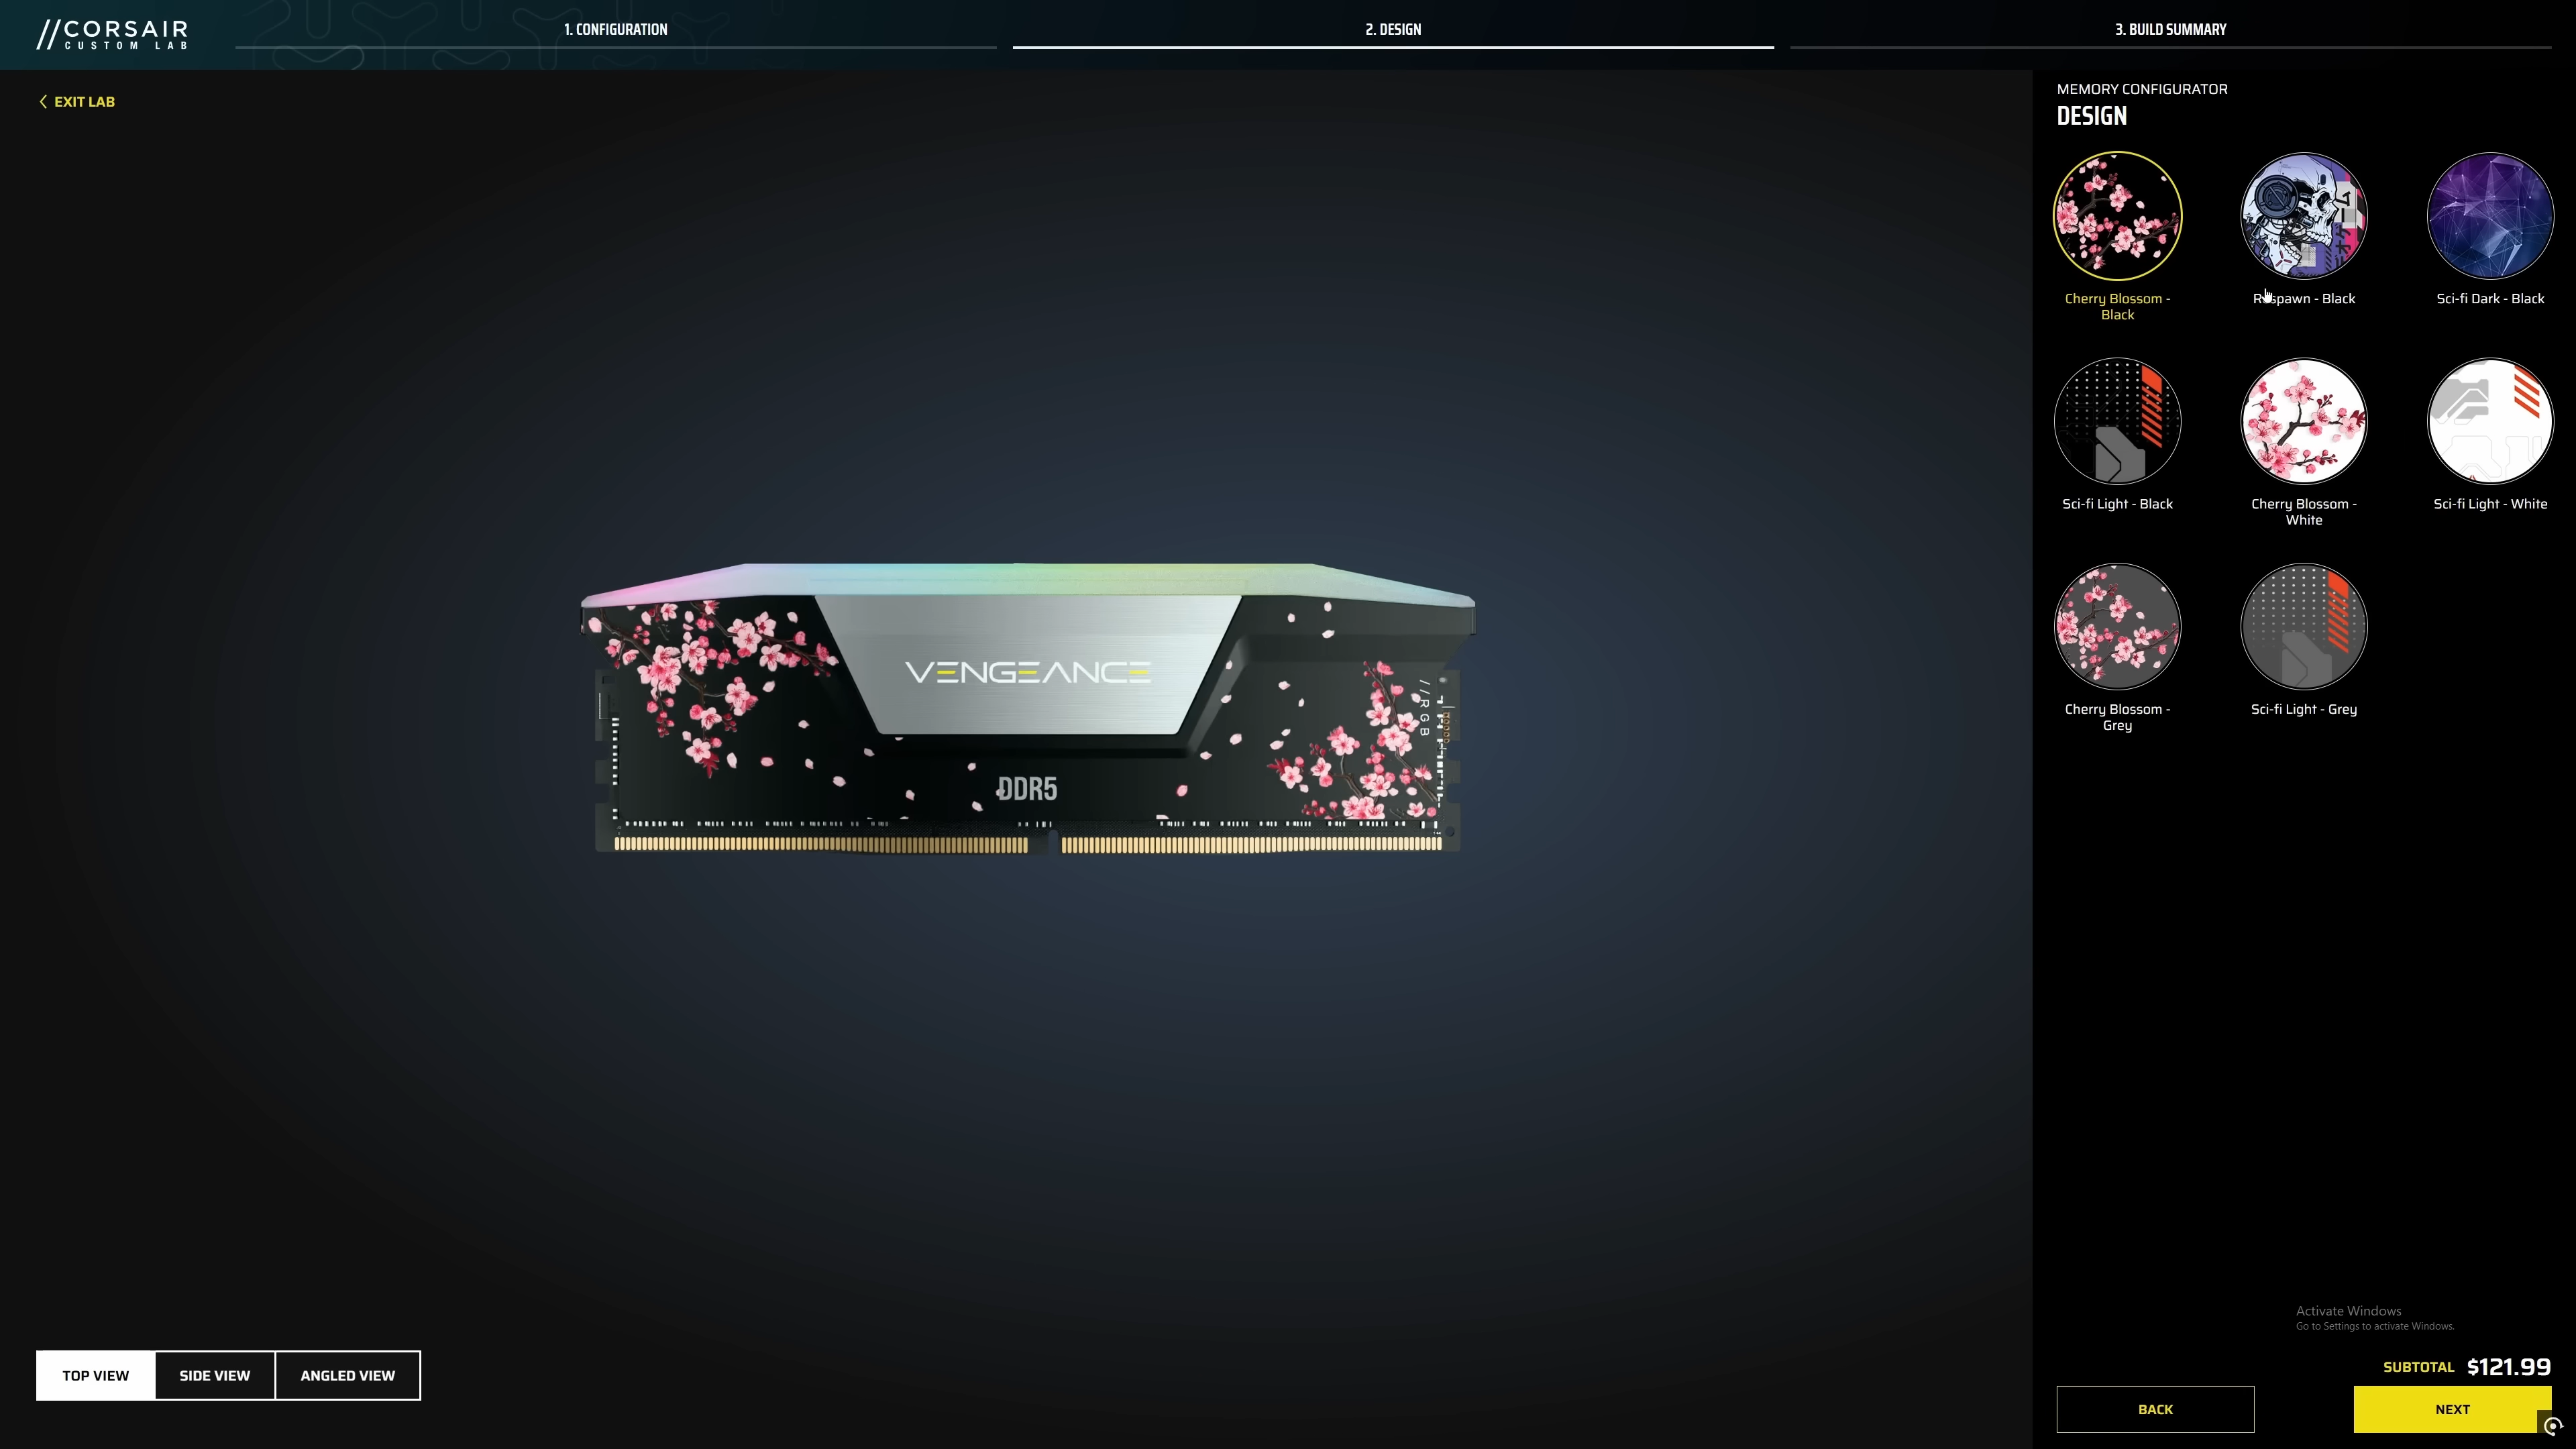 //CORSAIR
CUSTOM LAB
1. CONFIGURATION
2. DESIGN
3. BUILD SUMMARY
EXIT LAB
MEMORY CONFIGURATOR
DESIGN
Cherry Blossom -
Black
Respawn - Black
Sci-fi Dark - Black
Sci-fi Light - Black
Cherry Blossom -
White
Sci-fi Light - White
Cherry Blossom -
Grey
Sci-fi Light - Grey
VENGEANCE
//RGB
DDR5
Activate Windows
Go to Settings to activate Windows.
TOP VIEW
SIDE VIEW
ANGLED VIEW
SUBTOTAL $121.99
BACK
NEXT